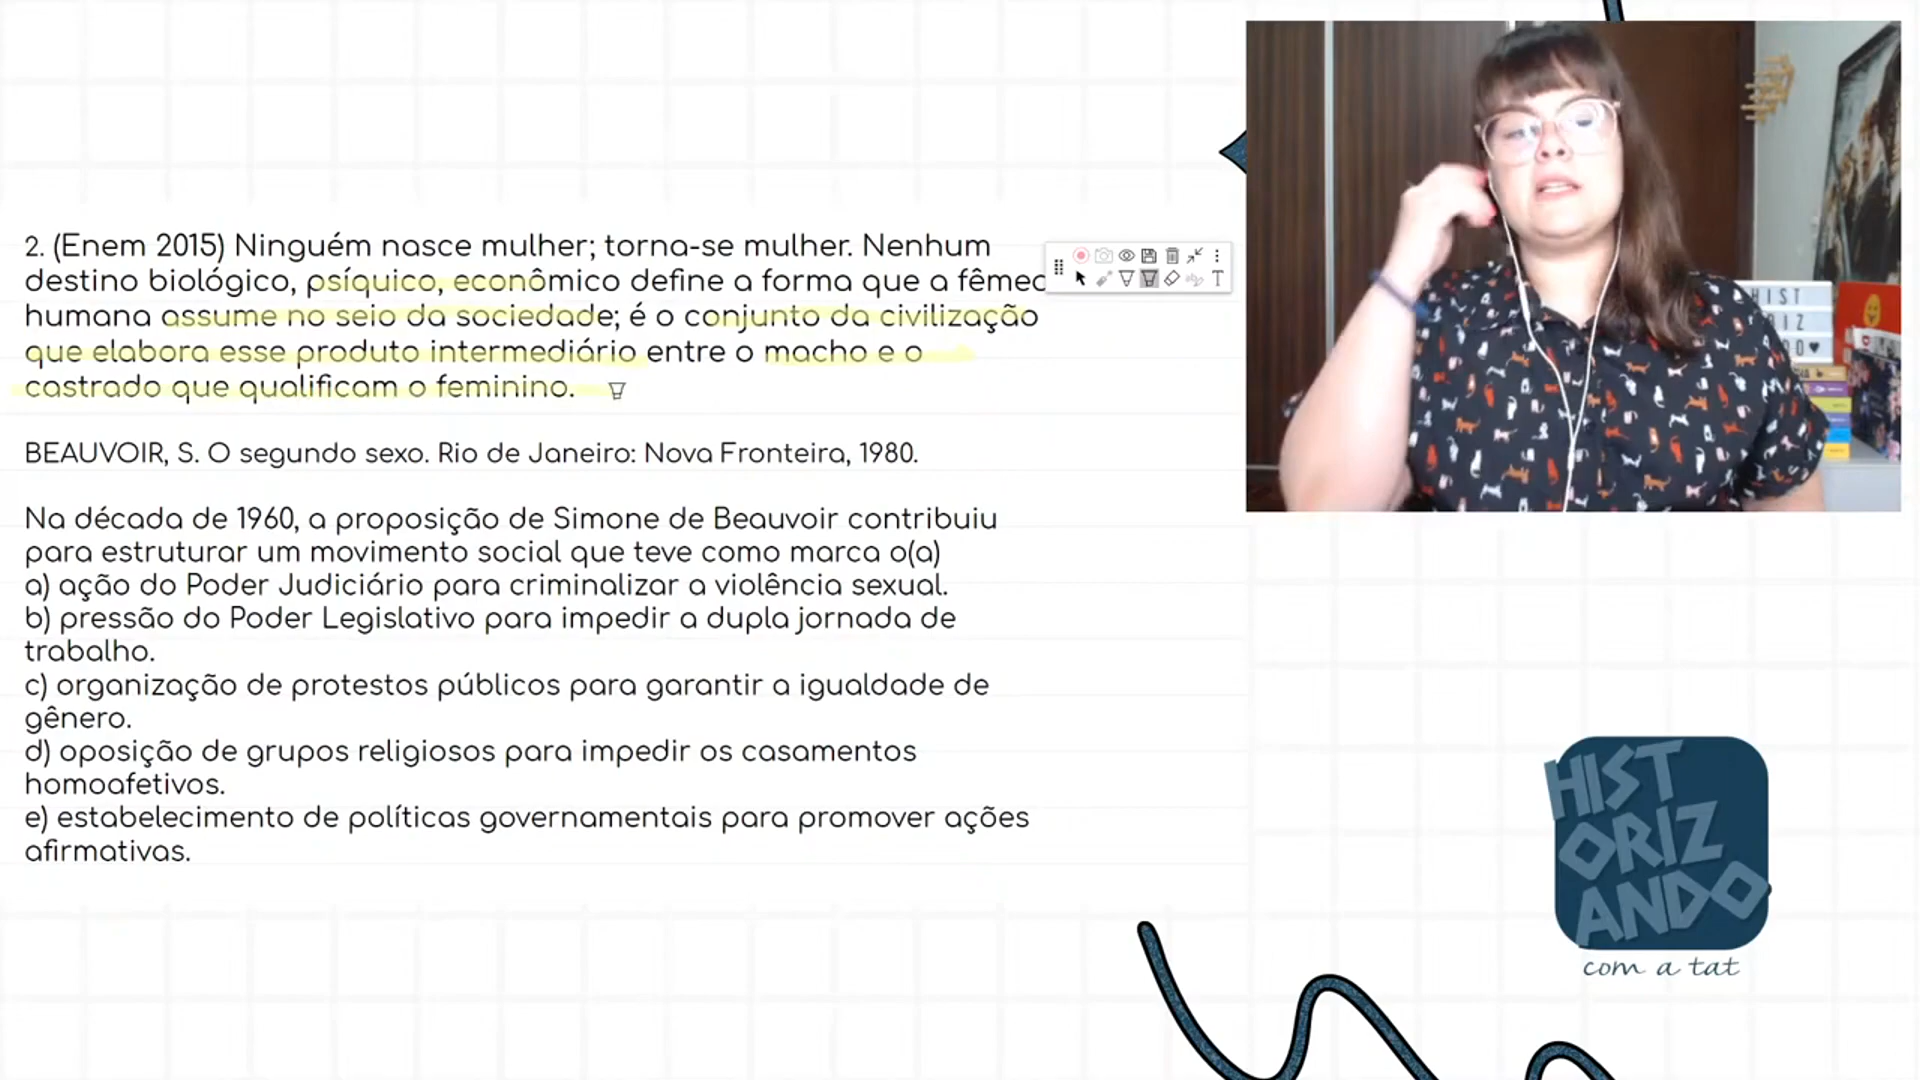 2. (Enem 2015) Ninguém nasce mulher; torna-se mulher. Nenhum
destino biológico, psíquico, econômico define a forma que a
humana assume no seio da sociedade; é o conjunto da civilização
que elabora esse produto intermediário entre o macho e o
castrado que qualificam o feminino.
BEAUVOIR, S. O segundo sexo. Rio de Janeiro: Nova Fronteira, 1980.
Na década de 1960, a proposição de Simone de Beauvoir contribuiu
para estruturar um movimento social que teve como marca o(a)
a) ação do Poder Judiciário para criminalizar a violência sexual.
b) pressão do Poder Legislativo para impedir a dupla jornada de
trabalho.
c) organização de protestos públicos para garantir a igualdade de
gênero.
d) oposição de grupos religiosos para impedir os casamentos
homoafetivos.
e) estabelecimento de políticas governamentais para promover ações
afirmativas.
HIST
ORIZ
ANDO
com a tat